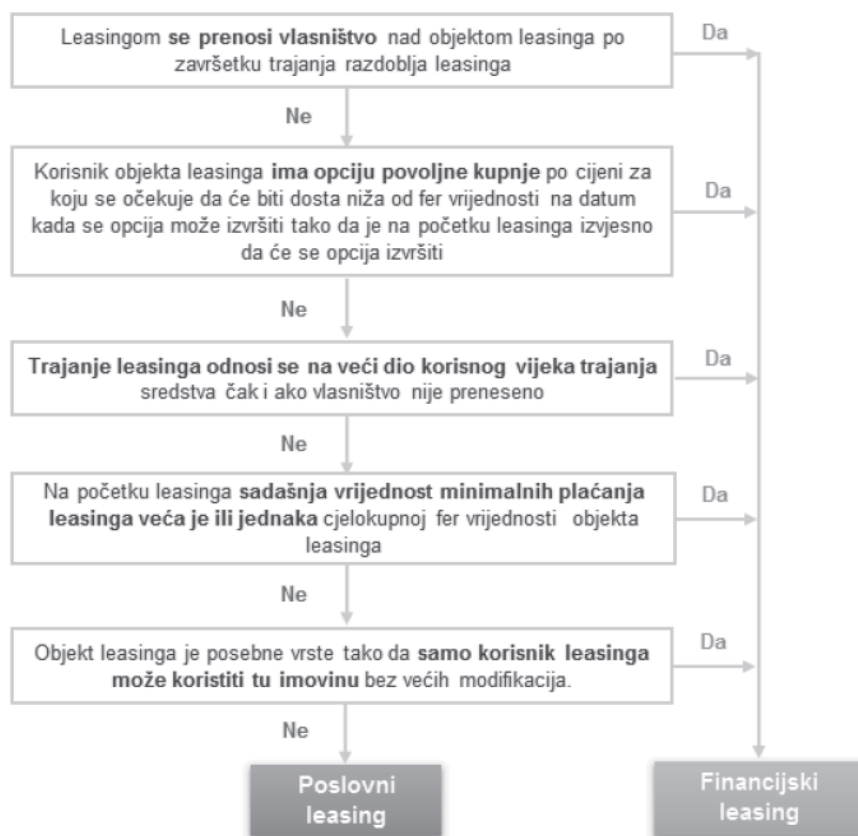 Leasingom se prenosi vlasništvo nad objektom leasinga po
završetku trajanja razdoblja leasinga
Da
Ne
Korisnik objekta leasinga ima opciju povoljne kupnje po cijeni za
koju se očekuje da će biti dosta niža od fer vrijednosti na datum
kada se opcija može izvršiti tako da je na početku leasinga izvjesno
da će se opcija izvršiti
Da
Ne
Trajanje leasinga odnosi se na veći dio korisnog vijeka trajanja
sredstva čak i ako vlasništvo nije preneseno
Da
Ne
Na početku leasinga sadašnja vrijednost minimalnih plaćanja
leasinga veća je ili jednaka cjelokupnoj fer vrijednosti objekta
leasinga
Da
Ne
Objekt leasinga je posebne vrste tako da samo korisnik leasinga
može koristiti tu imovinu bez većih modifikacija.
Da
Ne
Poslovni
leasing
Financijski
leasing